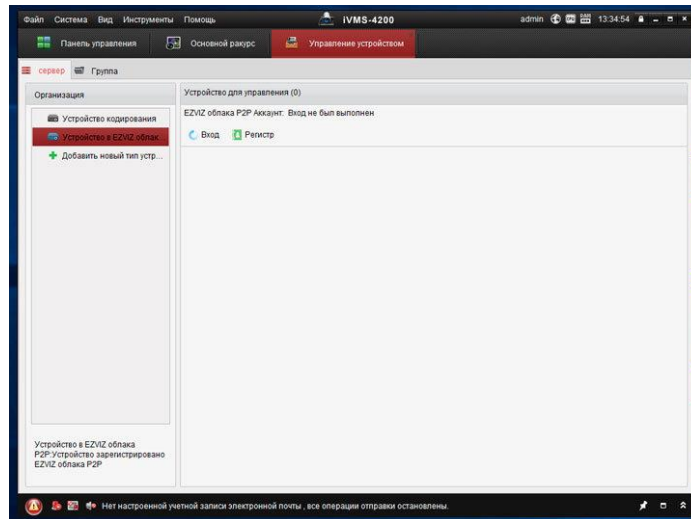 Файл Система Вид Инструменты Помощь iVMS-4200 admin 13:34:54
Панель управления Основной ракурс Управление устройством
сервер Группа
Организация
Устройство кодирования
Устройство в EZVIZ облак...
Добавить новый тип устр...
Устройство в EZVIZ облака
P2P:Устройство зарегистрировано
EZVIZ облака P2P
Устройство для управления (0)
EZVIZ облака P2P Аккаунт: Вход не был выполнен
Вход Регистр
Нет настроенной учетной записи электронной почты , все операции отправки остановлены.